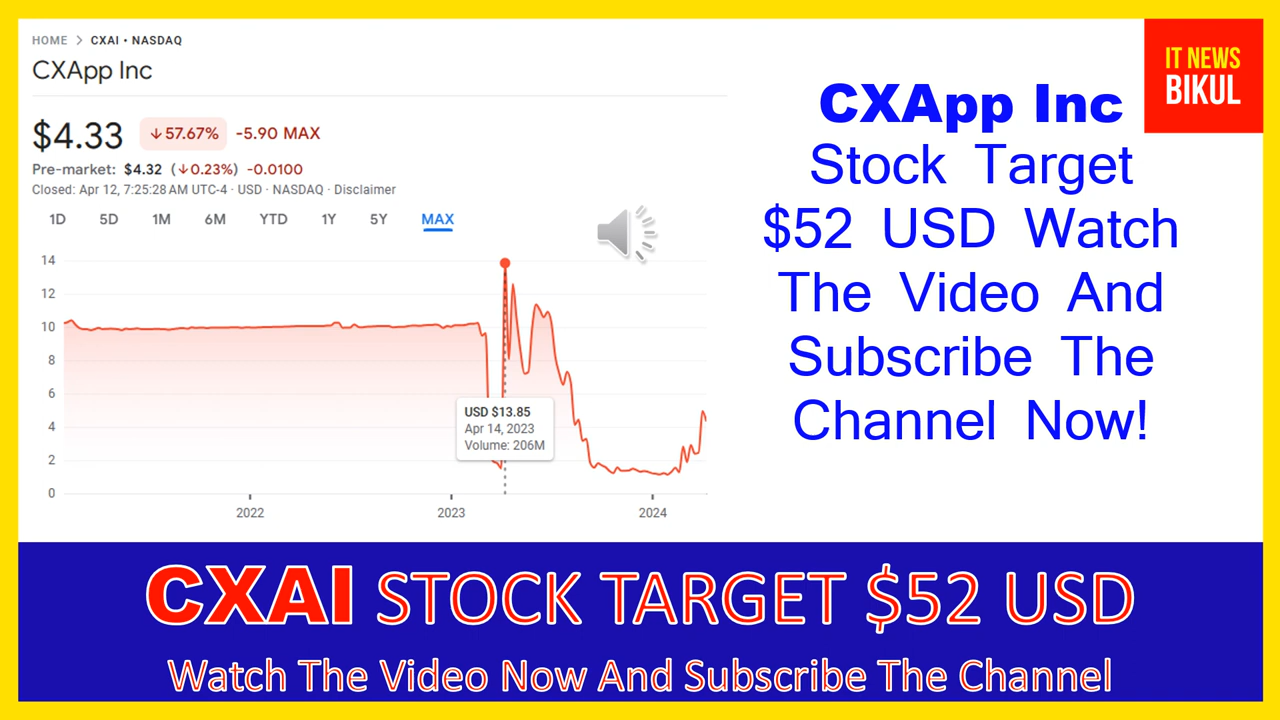 HOME > CXAI • NASDAQ
CXApp Inc
$4.33 ↓57.67% -5.90 MAX
Pre-market: $4.32 (↓0.23%) -0.0100
Closed: Apr 12, 7:25:28 AM UTC-4 · USD · NASDAQ · Disclaimer
1D 5D 1M 6M YTD 1Y 5Y MAX
14
12
10
8
6
4
2
0
USD $13.85
Apr 14, 2023
Volume: 206M
2022 2023 2024
IT NEWS
BIKUL
CXApp Inc
Stock Target
$52 USD Watch
The Video And
Subscribe The
Channel Now!
CXAI STOCK TARGET $52 USD
Watch The Video Now And Subscribe The Channel